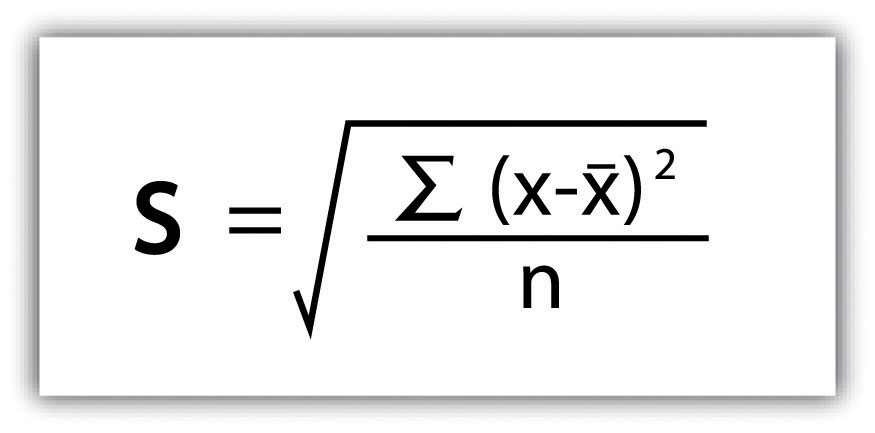 S = √(Σ (x-x̄)² / n)